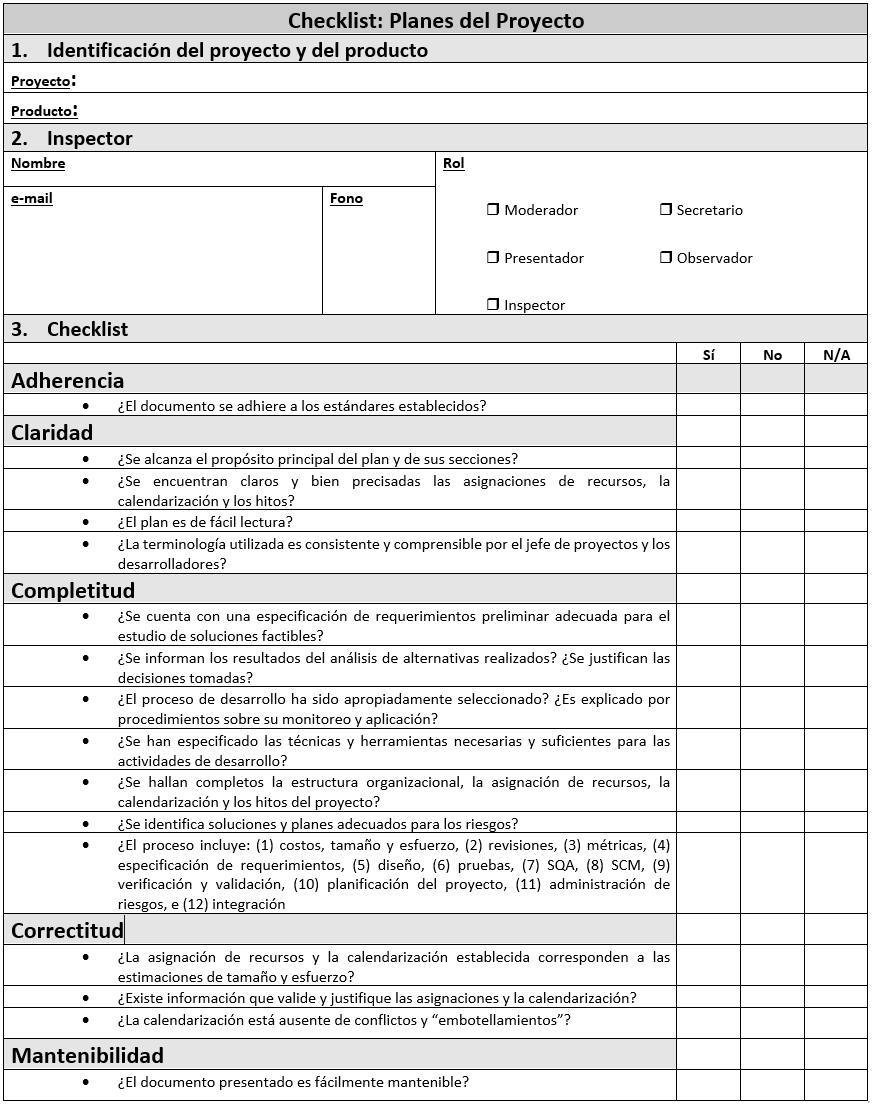 Checklist: Planes del Proyecto
1. Identificación del proyecto y del producto
Proyecto:
Producto:
2. Inspector
Nombre
Rol
e-mail
Fono
Moderador
Secretario
Presentador
Observador
Inspector
3. Checklist
Sí No N/A
Adherencia
• ¿El documento se adhiere a los estándares establecidos?
Claridad
• ¿Se alcanza el propósito principal del plan y de sus secciones?
• ¿Se encuentran claros y bien precisadas las asignaciones de recursos, la
calendarización y los hitos?
• ¿El plan es de fácil lectura?
• ¿La terminología utilizada es consistente y comprensible por el jefe de proyectos y los
desarrolladores?
Completitud
• ¿Se cuenta con una especificación de requerimientos preliminar adecuada para el
estudio de soluciones factibles?
• ¿Se informan los resultados del análisis de alternativas realizados? ¿Se justifican las
decisiones tomadas?
• ¿El proceso de desarrollo ha sido apropiadamente seleccionado? ¿Es explicado por
procedimientos sobre su monitoreo y aplicación?
• ¿Se han especificado las técnicas y herramientas necesarias y suficientes para las
actividades de desarrollo?
• ¿Se hallan completos la estructura organizacional, la asignación de recursos, la
calendarización y los hitos del proyecto?
• ¿Se identifica soluciones y planes adecuados para los riesgos?
• ¿El proceso incluye: (1) costos, tamaño y esfuerzo, (2) revisiones, (3) métricas, (4)
especificación de requerimientos, (5) diseño, (6) pruebas, (7) SQA, (8) SCM, (9)
verificación y validación, (10) planificación del proyecto, (11) administración de
riesgos, e (12) integración
Correctitud
• ¿La asignación de recursos y la calendarización establecida corresponden a las
estimaciones de tamaño y esfuerzo?
• ¿Existe información que valide y justifique las asignaciones y la calendarización?
• ¿La calendarización está ausente de conflictos y “embotellamientos”?
Mantenibilidad
• ¿El documento presentado es fácilmente mantenible?